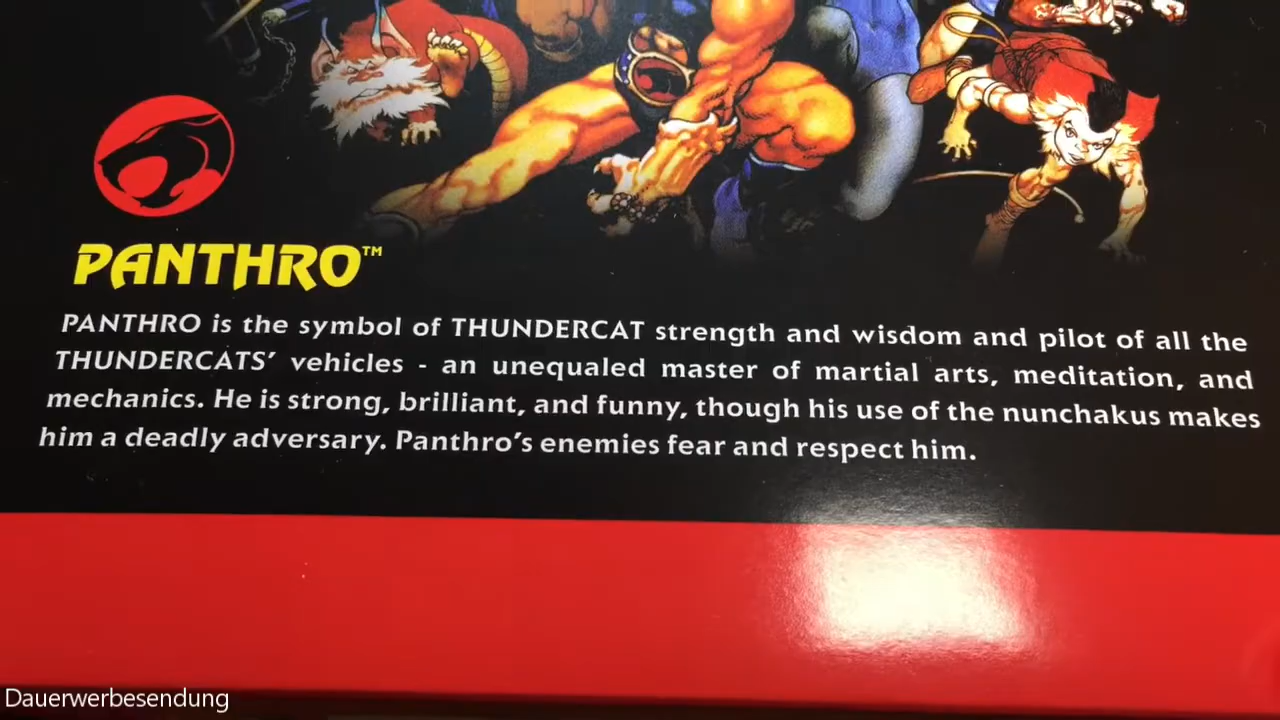 PANTHRO™
PANTHRO is the symbol of THUNDERCAT strength and wisdom and pilot of all the
THUNDERCATS' vehicles - an unequaled master of martial arts, meditation, and
mechanics. He is strong, brilliant, and funny, though his use of the nunchakus makes
him a deadly adversary. Panthro's enemies fear and respect him.
Dauerwerbesendung